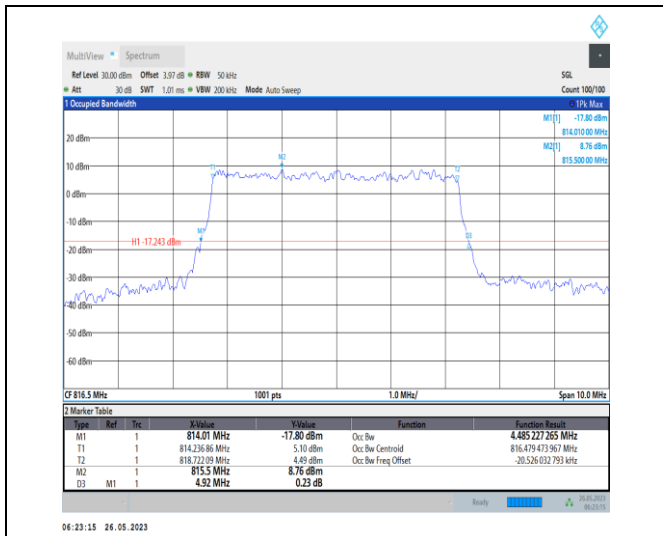 MultiView Spectrum
Ref Level 30.00 dBm Offset 3.97 dB RBW 50 kHz SGL
Att 30 dB SWT 1.01 ms VBW 200 kHz Mode Auto Sweep Count 100/100
1 Occupied Bandwidth 1Pk Max
M1[1] -17.80 dBm
814.010 00 MHz
M2[1] 8.76 dBm
815.500 00 MHz
20 dBm
M2
T1 T2
10 dBm
0 dBm
-10 dBm
M1 D3
H1 -17.243 dBm
-20 dBm
-30 dBm
-40 dBm
-50 dBm
-60 dBm
CF 816.5 MHz 1001 pts 1.0 MHz/ Span 10.0 MHz
2 Marker Table
Type Ref Trc X-Value Y-Value Function Function Result
M1 1 814.01 MHz -17.80 dBm Occ Bw 4.485 227 265 MHz
T1 1 814.236 86 MHz 5.10 dBm Occ Bw Centroid 816.479 473 967 MHz
T2 1 818.722 09 MHz 4.49 dBm Occ Bw Freq Offset -20.526 032 793 kHz
M2 1 815.5 MHz 8.76 dBm
D3 M1 1 4.92 MHz 0.23 dB
Ready 26.05.2023
06:23:15
06:23:15 26.05.2023